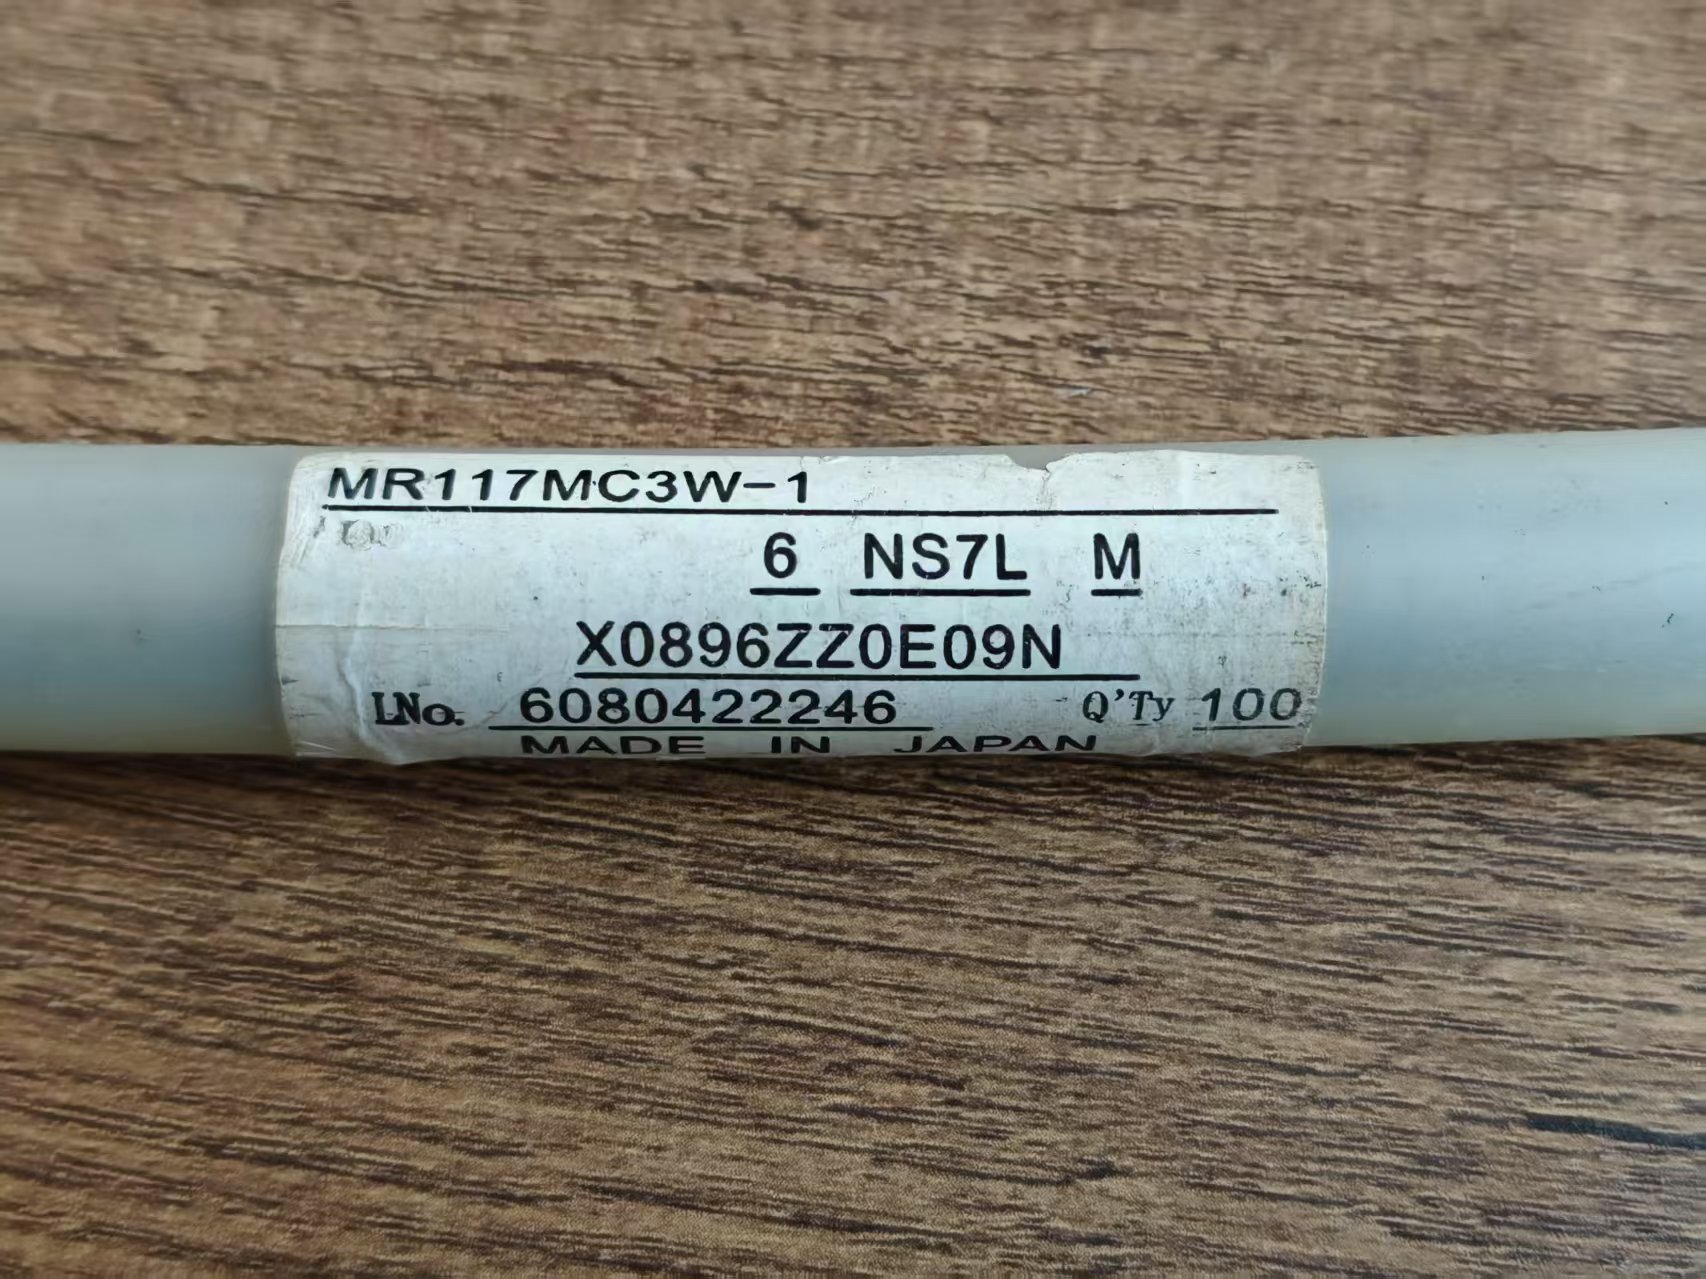 MR117MC3W-1
6 NS7L M
X0896ZZ0E09N
LNo. 6080422246 Q'Ty 100
MADE IN JAPAN